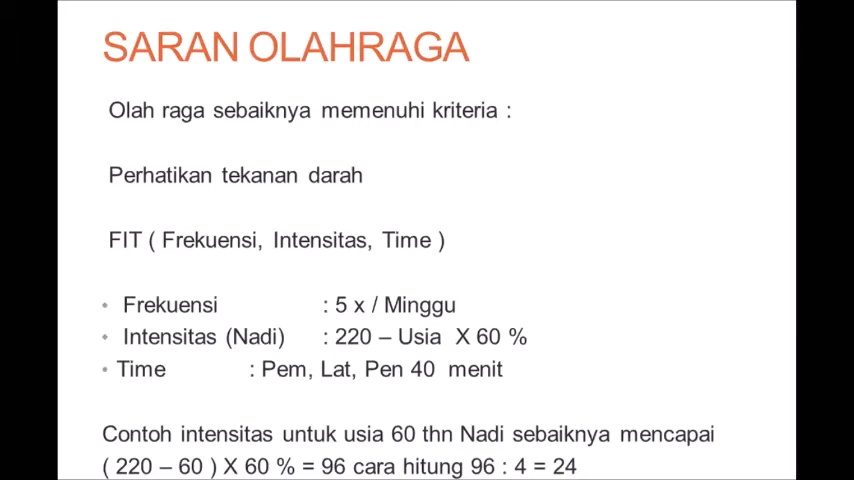 SARAN OLAHRAGA
Olah raga sebaiknya memenuhi kriteria :
Perhatikan tekanan darah
FIT ( Frekuensi, Intensitas, Time )
• Frekuensi : 5 x / Minggu
• Intensitas (Nadi) : 220 – Usia X 60 %
• Time : Pem, Lat, Pen 40 menit
Contoh intensitas untuk usia 60 thn Nadi sebaiknya mencapai
( 220 – 60 ) X 60 % = 96 cara hitung 96 : 4 = 24